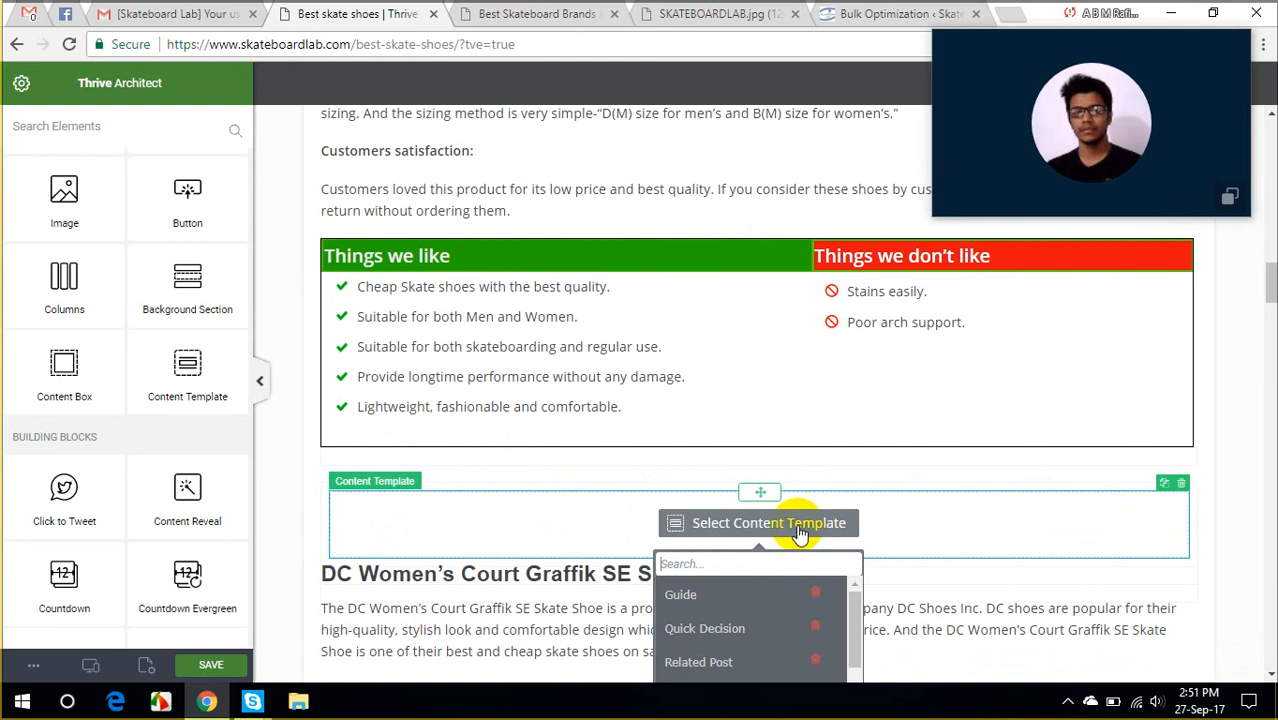 [Skateboard Lab] Your us
Best skate shoes | Thrive
Best Skateboard Brands
SKATEBOARDLAB.jpg (12
Bulk Optimization ‹ Skate
A B M Rafi
Secure
https://www.skateboardlab.com/best-skate-shoes/?tve=true
Thrive Architect
Search Elements
Image
Button
Columns
Background Section
Content Box
Content Template
BUILDING BLOCKS
Click to Tweet
Content Reveal
Countdown
Countdown Evergreen
SAVE
sizing. And the sizing method is very simple-“D(M) size for men’s and B(M) size for women’s.”
Customers satisfaction:
Customers loved this product for its low price and best quality. If you consider these shoes by cus
return without ordering them.
Things we like
Things we don’t like
Cheap Skate shoes with the best quality.
Suitable for both Men and Women.
Suitable for both skateboarding and regular use.
Provide longtime performance without any damage.
Lightweight, fashionable and comfortable.
Stains easily.
Poor arch support.
Content Template
Select Content Template
Search...
Guide
Quick Decision
Related Post
DC Women’s Court Graffik SE S
The DC Women’s Court Graffik SE Skate Shoe is a pro
pany DC Shoes Inc. DC shoes are popular for their
high-quality, stylish look and comfortable design whic
rice. And the DC Women’s Court Graffik SE Skate
Shoe is one of their best and cheap skate shoes on sa
2:51 PM
27-Sep-17